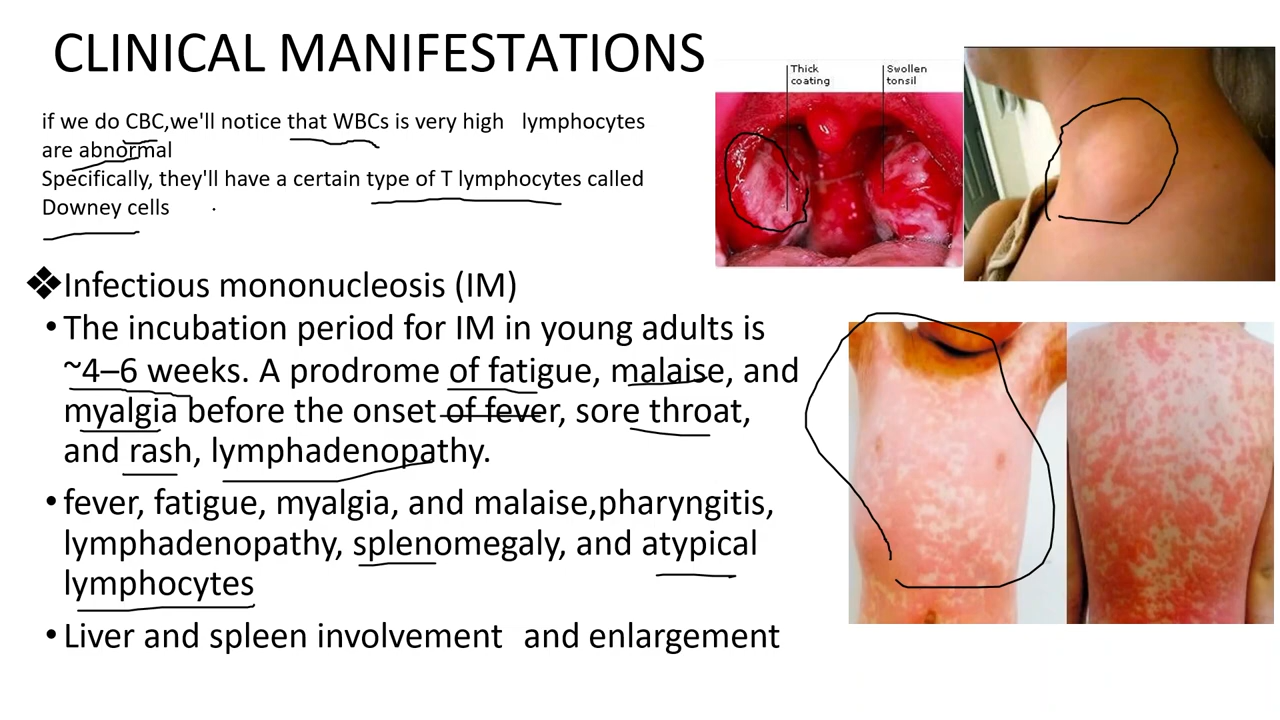 CLINICAL MANIFESTATIONS
if we do CBC,we'll notice that WBCs is very high lymphocytes
are abnormal
Specifically, they'll have a certain type of T lymphocytes called
Downey cells
Thick
coating
Swollen
tonsil
❖Infectious mononucleosis (IM)
• The incubation period for IM in young adults is
~4–6 weeks. A prodrome of fatigue, malaise, and
myalgia before the onset of fever, sore throat,
and rash, lymphadenopathy.
• fever, fatigue, myalgia, and malaise,pharyngitis,
lymphadenopathy, splenomegaly, and atypical
lymphocytes
• Liver and spleen involvement and enlargement